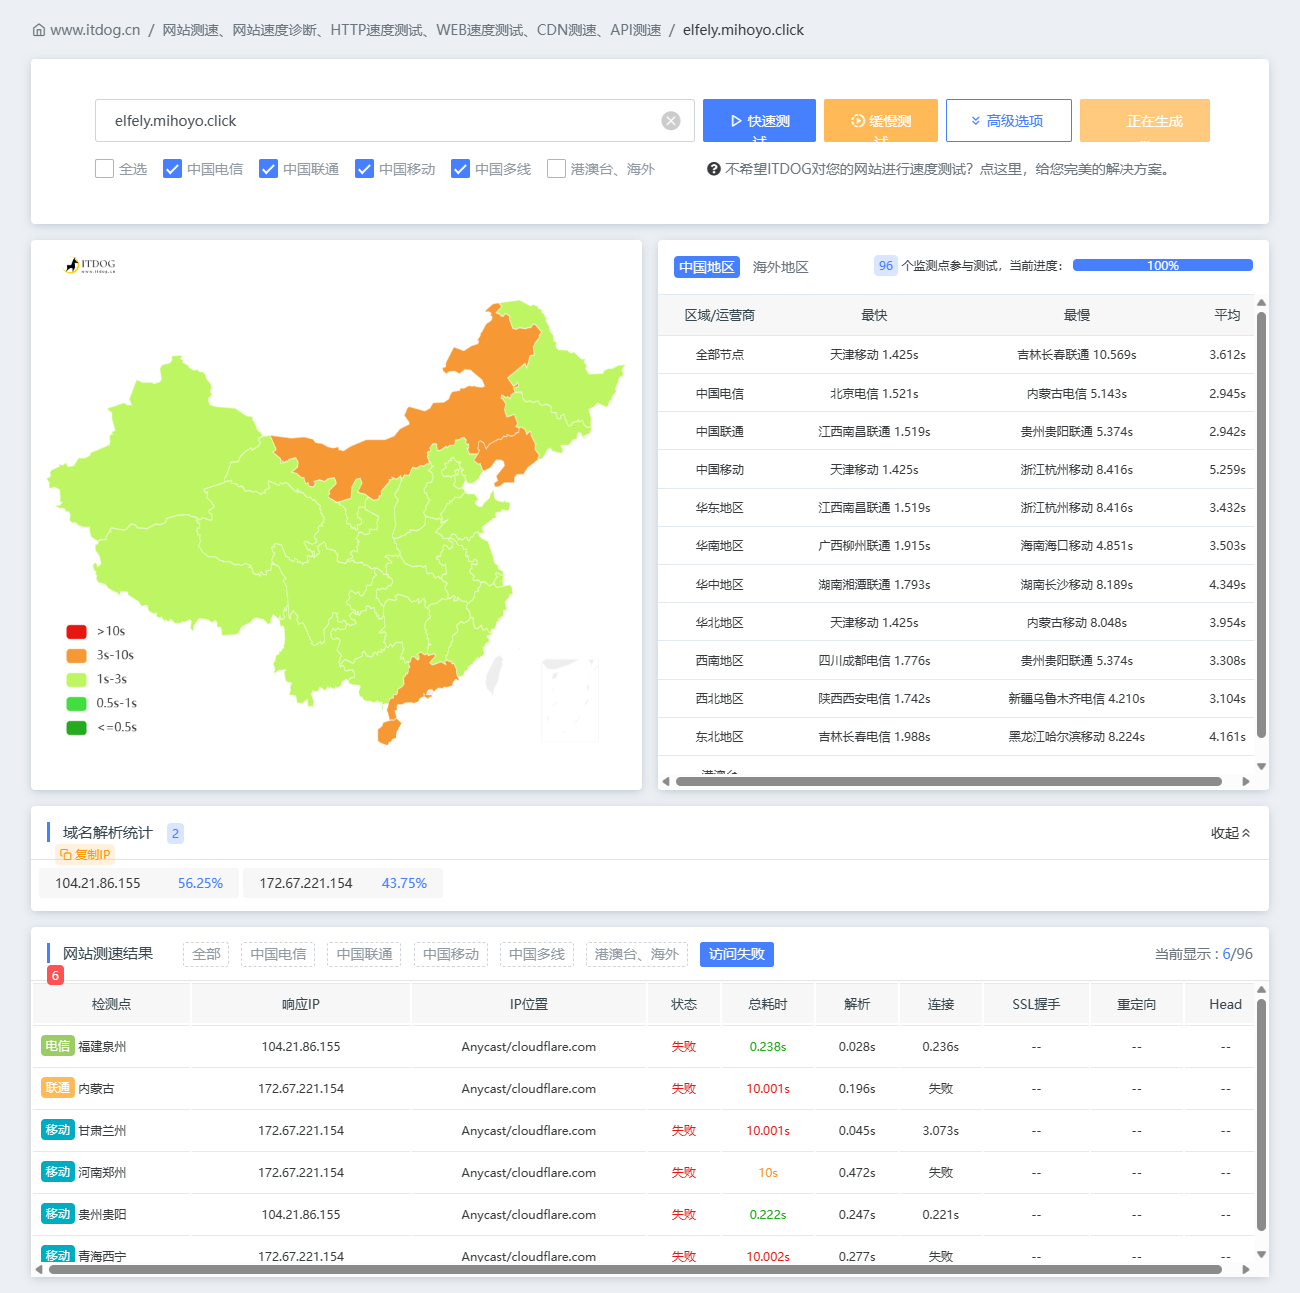 www.itdog.cn / 网站测速、网站速度诊断、HTTP速度测试、WEB速度测试、CDN测速、API测速 / elfely.mihoyo.click
elfely.mihoyo.click
快速测试
缓慢测试
高级选项
正在生成
全选 中国电信 中国联通 中国移动 中国多线 港澳台、海外
不希望ITDOG对您的网站进行速度测试？点这里，给您完美的解决方案。
ITDOG
www.itdog.cn
>10s
3s-10s
1s-3s
0.5s-1s
<=0.5s
中国地区 海外地区 96 个监测点参与测试，当前进度： 100%
区域/运营商 最快 最慢 平均
全部节点 天津移动 1.425s 吉林长春联通 10.569s 3.612s
中国电信 北京电信 1.521s 内蒙古电信 5.143s 2.945s
中国联通 江西南昌联通 1.519s 贵州贵阳联通 5.374s 2.942s
中国移动 天津移动 1.425s 浙江杭州移动 8.416s 5.259s
华东地区 江西南昌联通 1.519s 浙江杭州移动 8.416s 3.432s
华南地区 广西柳州联通 1.915s 海南海口移动 4.851s 3.503s
华中地区 湖南湘潭联通 1.793s 湖南长沙移动 8.189s 4.349s
华北地区 天津移动 1.425s 内蒙古移动 8.048s 3.954s
西南地区 四川成都电信 1.776s 贵州贵阳联通 5.374s 3.308s
西北地区 陕西西安电信 1.742s 新疆乌鲁木齐电信 4.210s 3.104s
东北地区 吉林长春电信 1.988s 黑龙江哈尔滨移动 8.224s 4.161s
港澳台
域名解析统计 2 收起
复制IP
104.21.86.155 56.25% 172.67.221.154 43.75%
网站测速结果 全部 中国电信 中国联通 中国移动 中国多线 港澳台、海外 访问失败 当前显示 : 6/96
6
检测点 响应IP IP位置 状态 总耗时 解析 连接 SSL握手 重定向 Head
电信 福建泉州 104.21.86.155 Anycast/cloudflare.com 失败 0.238s 0.028s 0.236s -- -- --
联通 内蒙古 172.67.221.154 Anycast/cloudflare.com 失败 10.001s 0.196s 失败 -- -- --
移动 甘肃兰州 172.67.221.154 Anycast/cloudflare.com 失败 10.001s 0.045s 3.073s -- -- --
移动 河南郑州 172.67.221.154 Anycast/cloudflare.com 失败 10s 0.472s 失败 -- -- --
移动 贵州贵阳 104.21.86.155 Anycast/cloudflare.com 失败 0.222s 0.247s 0.221s -- -- --
移动 青海西宁 172.67.221.154 Anycast/cloudflare.com 失败 10.002s 0.277s 失败 -- -- --